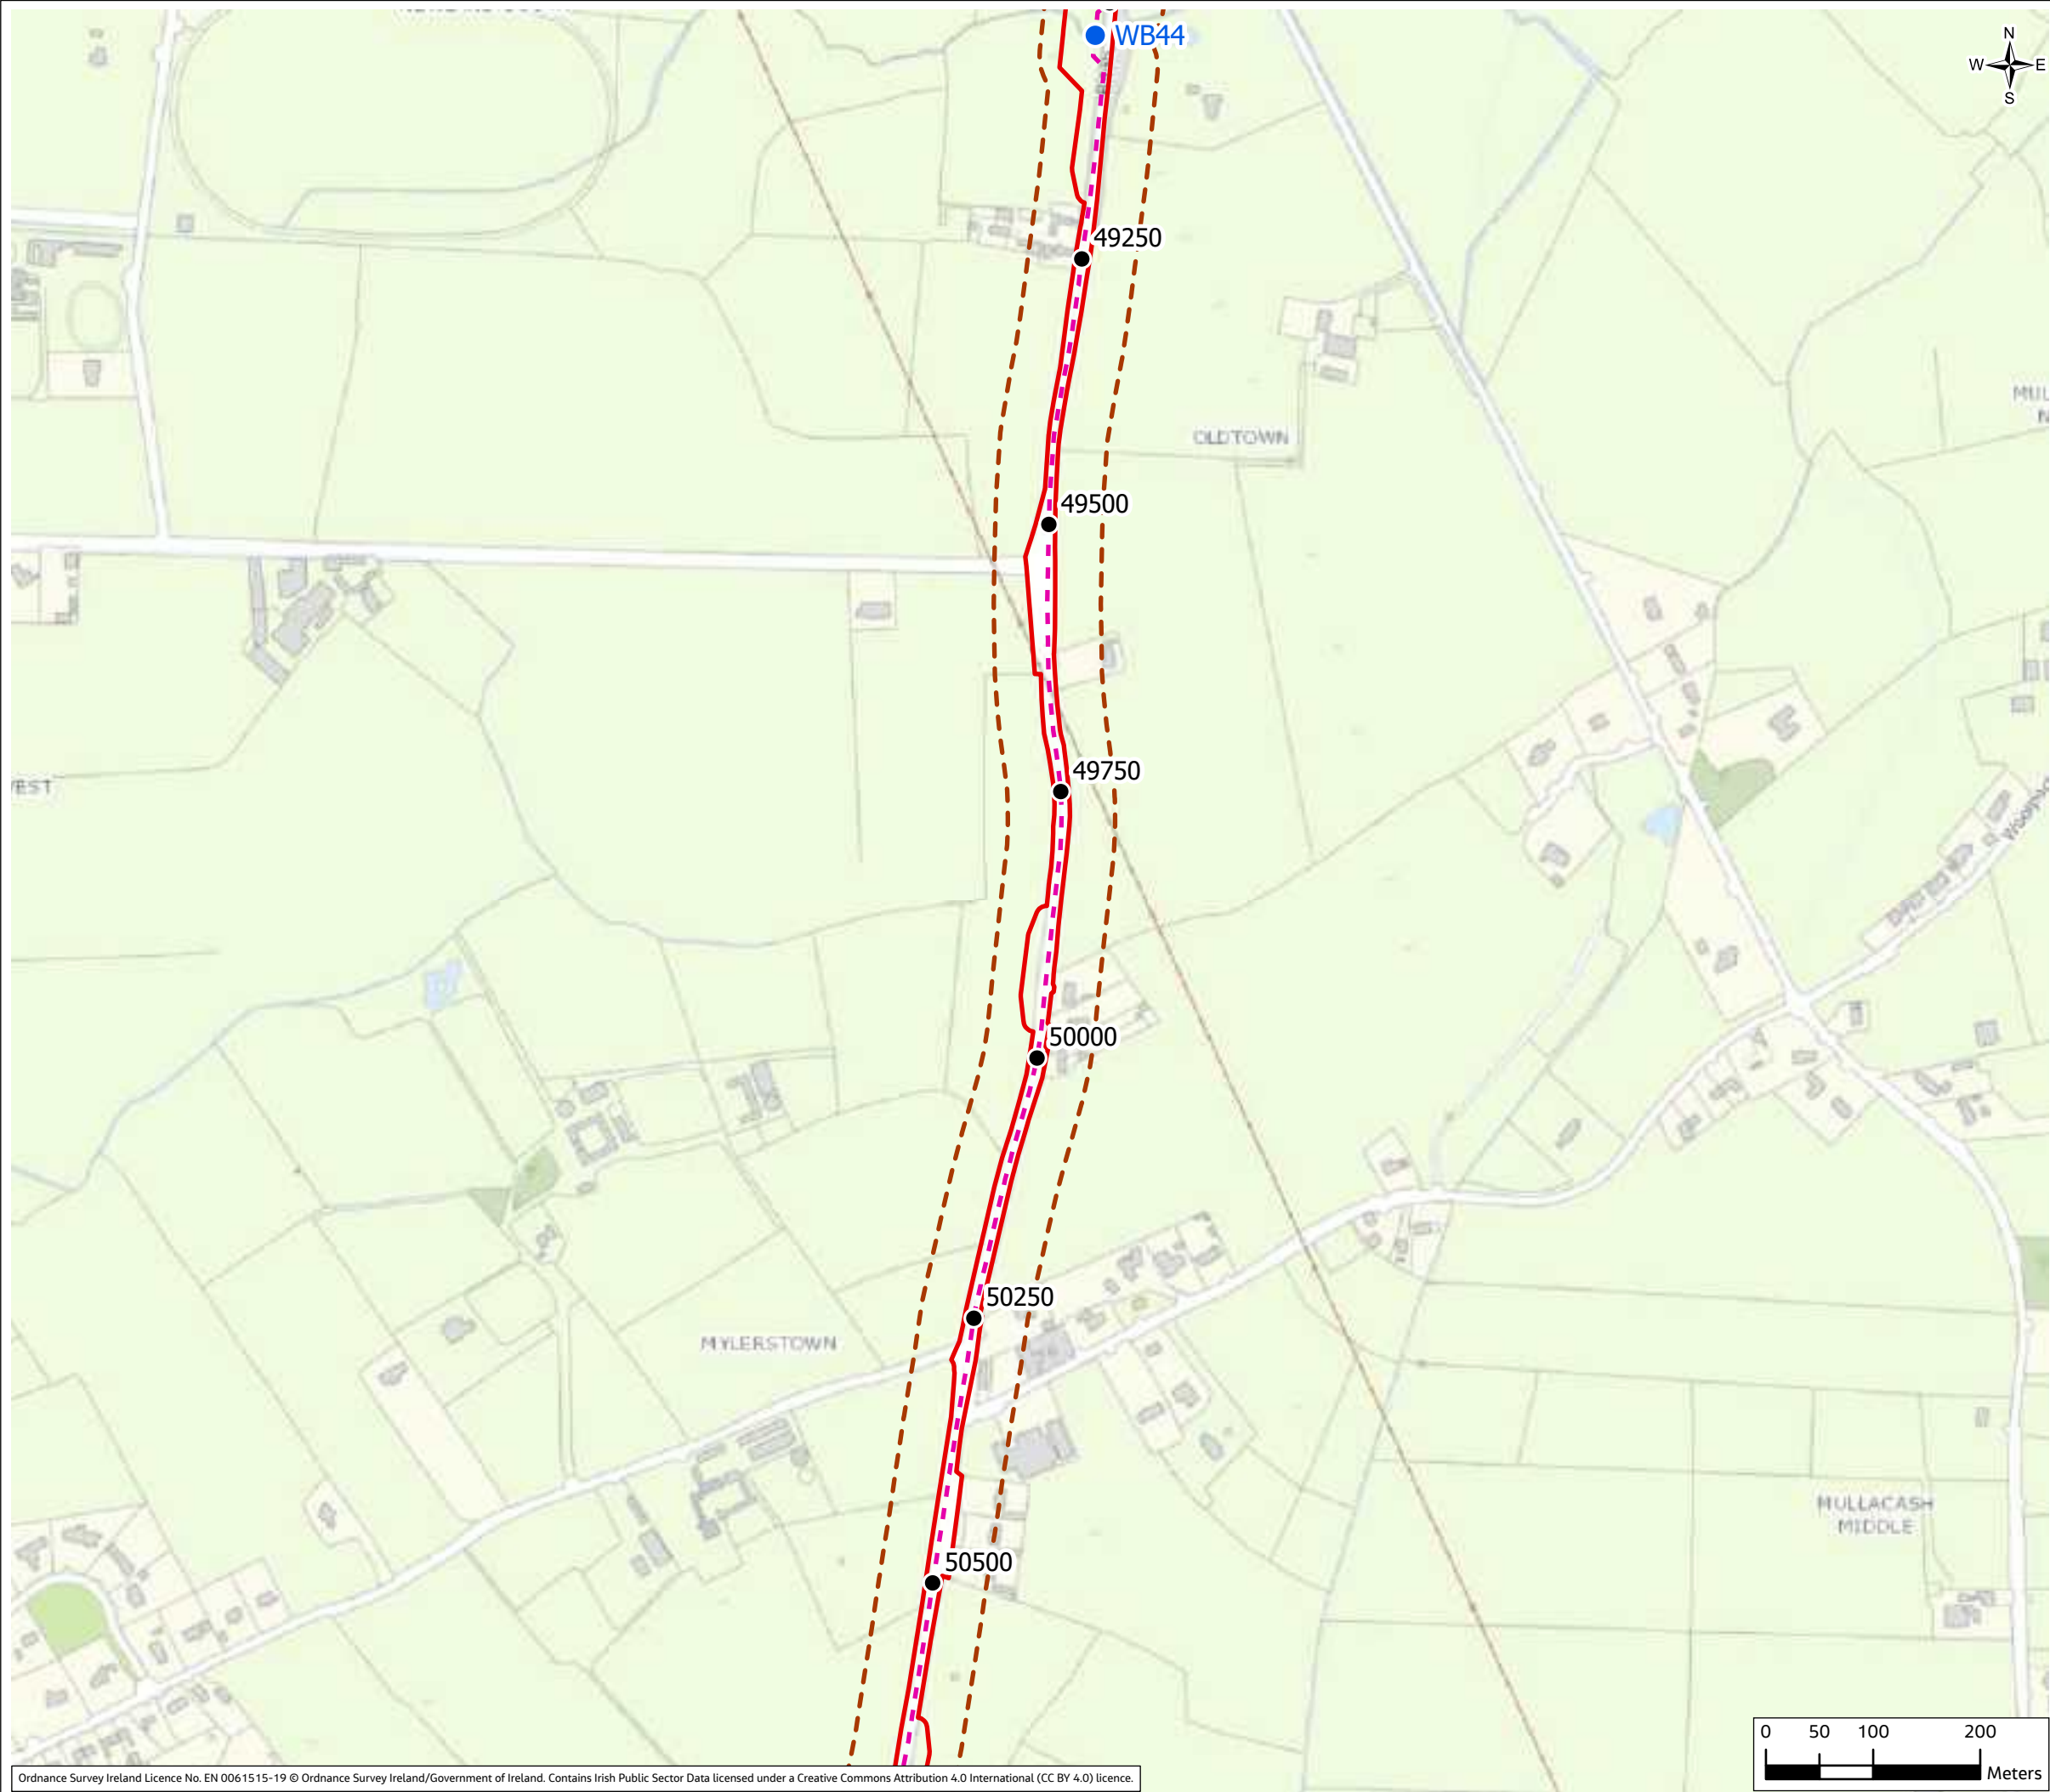 WB44
N
W E
S
49250
OLDTOWN
49500
49750
50000
50250
MYLERSTOWN
MULLACASH
MIDDLE
50500
0 50 100 200
Meters
Ordnance Survey Ireland Licence No. EN 0061515-19 © Ordnance Survey Ireland/Government of Ireland. Contains Irish Public Sector Data licensed under a Creative Commons Attribution 4.0 International (CC BY 4.0) licence.